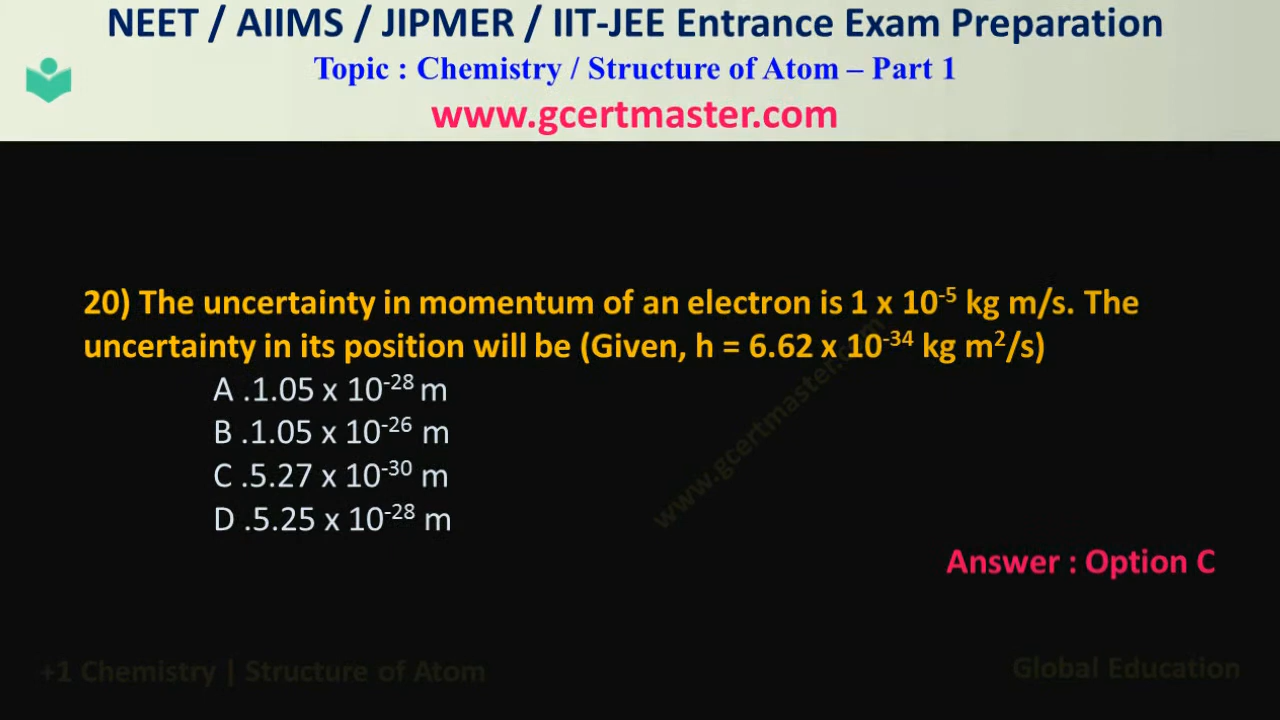 NEET / AIIMS / JIPMER / IIT-JEE Entrance Exam Preparation
Topic : Chemistry / Structure of Atom – Part 1
www.gcertmaster.com
20) The uncertainty in momentum of an electron is 1 x 10⁻⁵ kg m/s. The
uncertainty in its position will be (Given, h = 6.62 x 10⁻³⁴ kg m²/s)
A .1.05 x 10⁻²⁸ m
B .1.05 x 10⁻²⁶ m
C .5.27 x 10⁻³⁰ m
D .5.25 x 10⁻²⁸ m
www.gcertmaster.com
Answer : Option C
+1 Chemistry | Structure of Atom
Global Education